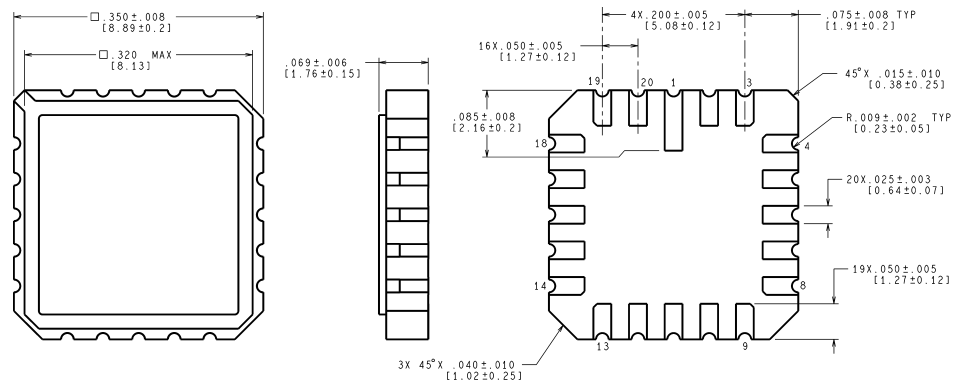 □.350±.008
[8.89±0.2]
□.320 MAX
[8.13]
.069±.006
[1.76±0.15]
4X.200±.005
[5.08±0.12]
.075±.008 TYP
[1.91±0.2]
16X.050±.005
[1.27±0.12]
19
20
1
3
45°X .015±.010
[0.38±0.25]
.085±.008
[2.16±0.2]
R.009±.002 TYP
[0.23±0.05]
18
4
20X.025±.003
[0.64±0.07]
14
8
19X.050±.005
[1.27±0.12]
13
9
3X 45°X .040±.010
[1.02±0.25]